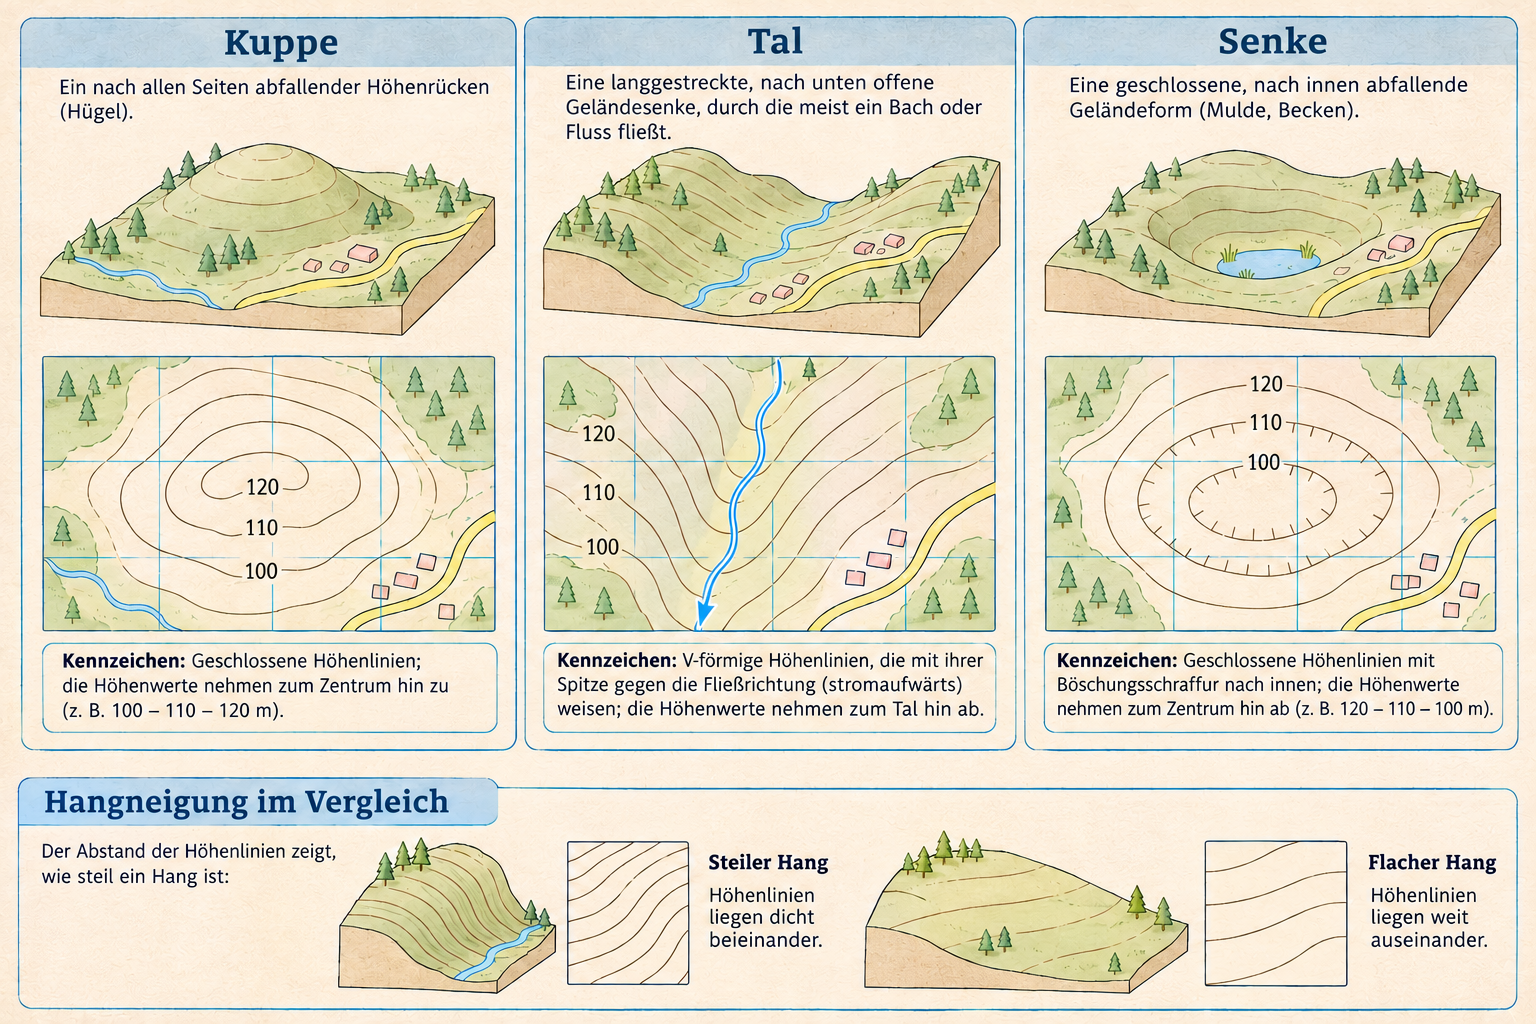 Kuppe
Ein nach allen Seiten abfallender Höhenrücken
(Hügel).
120
110
100
Kennzeichen: Geschlossene Höhenlinien;
die Höhenwerte nehmen zum Zentrum hin zu
(z. B. 100 – 110 – 120 m).
Tal
Eine langgestreckte, nach unten offene
Geländesenke, durch die meist ein Bach oder
Fluss fließt.
120
110
100
Kennzeichen: V-förmige Höhenlinien, die mit ihrer
Spitze gegen die Fließrichtung (stromaufwärts)
weisen; die Höhenwerte nehmen zum Tal hin ab.
Senke
Eine geschlossene, nach innen abfallende
Geländeform (Mulde, Becken).
120
110
100
Kennzeichen: Geschlossene Höhenlinien mit
Böschungsschraffur nach innen; die Höhenwerte
nehmen zum Zentrum hin ab (z. B. 120 – 110 – 100 m).
Hangneigung im Vergleich
Der Abstand der Höhenlinien zeigt,
wie steil ein Hang ist:
Steiler Hang
Höhenlinien
liegen dicht
beieinander.
Flacher Hang
Höhenlinien
liegen weit
auseinander.